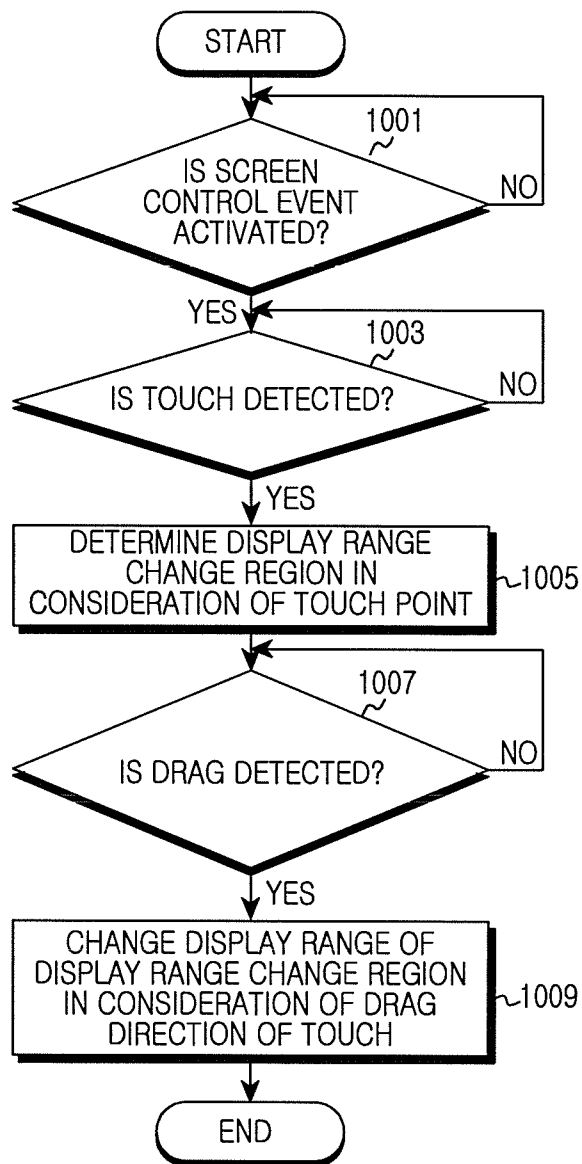 START
1001
IS SCREEN
CONTROL EVENT
ACTIVATED?
NO
YES
1003
IS TOUCH DETECTED?
NO
YES
DETERMINE DISPLAY RANGE
CHANGE REGION IN
CONSIDERATION OF TOUCH POINT
1005
1007
IS DRAG DETECTED?
NO
YES
CHANGE DISPLAY RANGE OF
DISPLAY RANGE CHANGE REGION
IN CONSIDERATION OF DRAG
DIRECTION OF TOUCH
1009
END